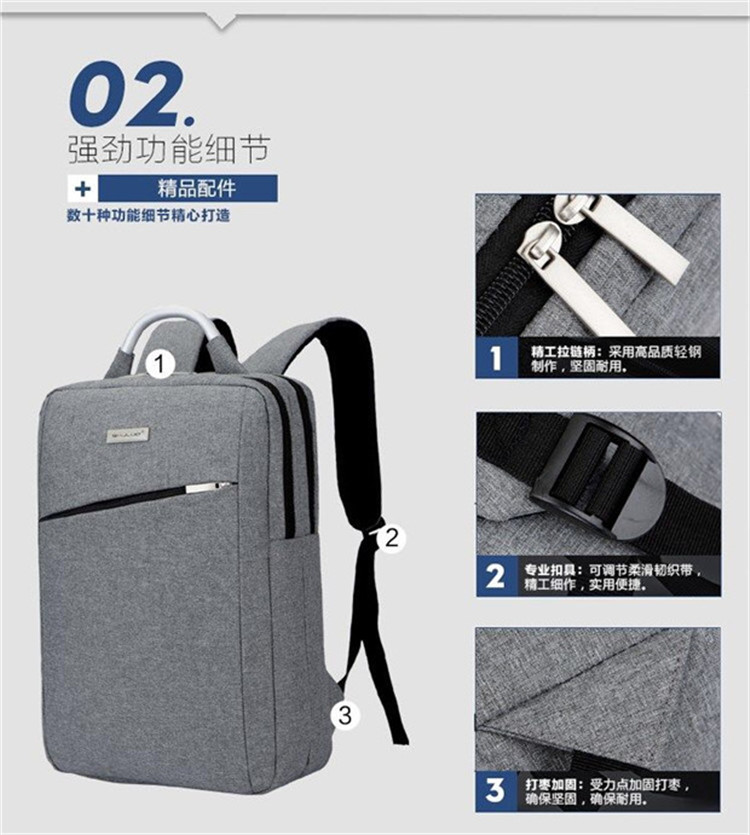 02.
强劲功能细节
+ 精品配件
数十种功能细节精心打造
1
2
3
1 精工拉链柄：采用高品质轻钢
制作，坚固耐用。
2 专业扣具：可调节柔滑韧织带，
精工细作，实用便捷。
3 打枣加固：受力点加固打枣，
确保坚固，确保耐用。